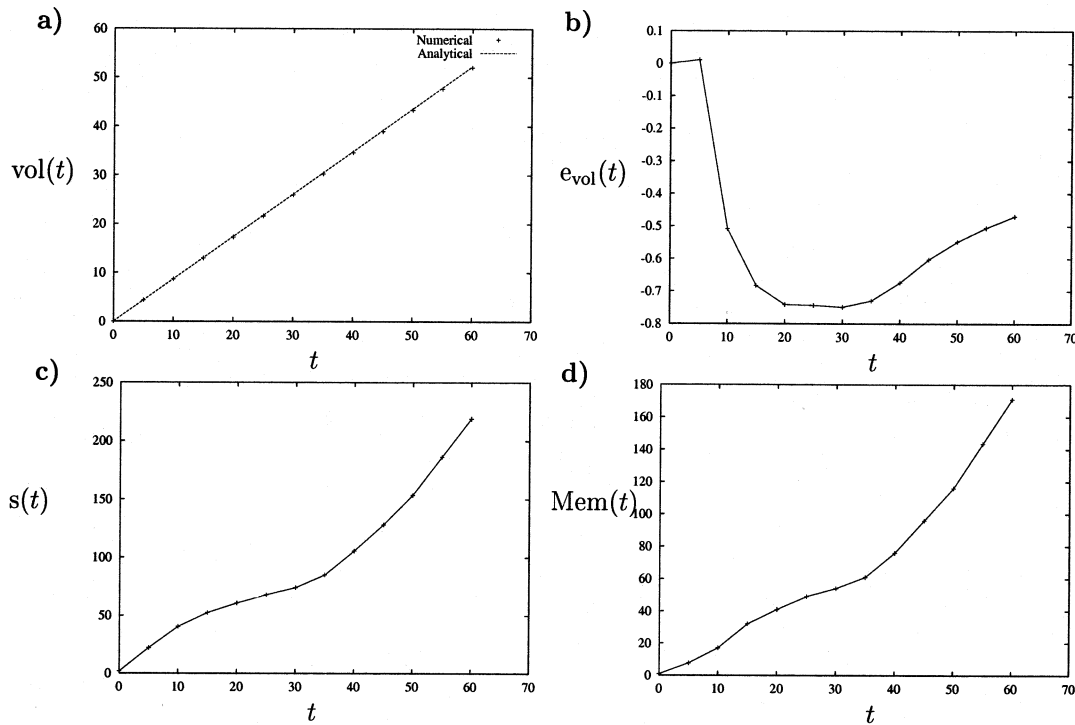 a)
60
50
40
30
20
10
0
vol(t)
Numerical
Analytical
0 10 20 30 40 50 60 70
t
b)
0.1
0
-0.1
-0.2
-0.3
-0.4
-0.5
-0.6
-0.7
-0.8
e_vol(t)
0 10 20 30 40 50 60 70
t
c)
250
200
150
100
50
0
s(t)
0 10 20 30 40 50 60 70
t
d)
180
160
140
120
100
80
60
40
20
0
Mem(t)
0 10 20 30 40 50 60 70
t